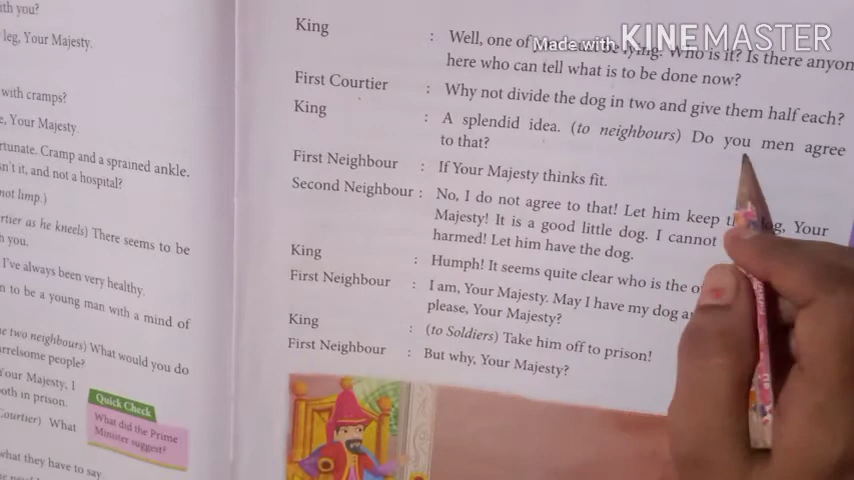 ith you?
leg, Your Majesty.
with cramps?
e, Your Majesty.
rtunate. Cramp and a sprained ankle.
sn't it, and not a hospital?
not limp.)
rtier as he kneels) There seems to be
h you.
I've always been very healthy.
n to be a young man with a mind of
e two neighbours) What would you do
arrelsome people?
Your Majesty, I
both in prison.
Courtier) What
what they have to say.
Quick Check
What did the Prime
Minister suggest?
King : Well, one of be lying. Who is it? Is there anyon
here who can tell what is to be done now?
First Courtier : Why not divide the dog in two and give them half each?
King : A splendid idea. (to neighbours) Do you men agree
to that?
First Neighbour : If Your Majesty thinks fit.
Second Neighbour : No, I do not agree to that! Let him keep dog, Your
Majesty! It is a good little dog. I cannot
harmed! Let him have the dog.
King : Humph! It seems quite clear who is the
First Neighbour : I am, Your Majesty. May I have my dog
please, Your Majesty?
King : (to Soldiers) Take him off to prison!
First Neighbour : But why, Your Majesty?
Made with KINEMASTER